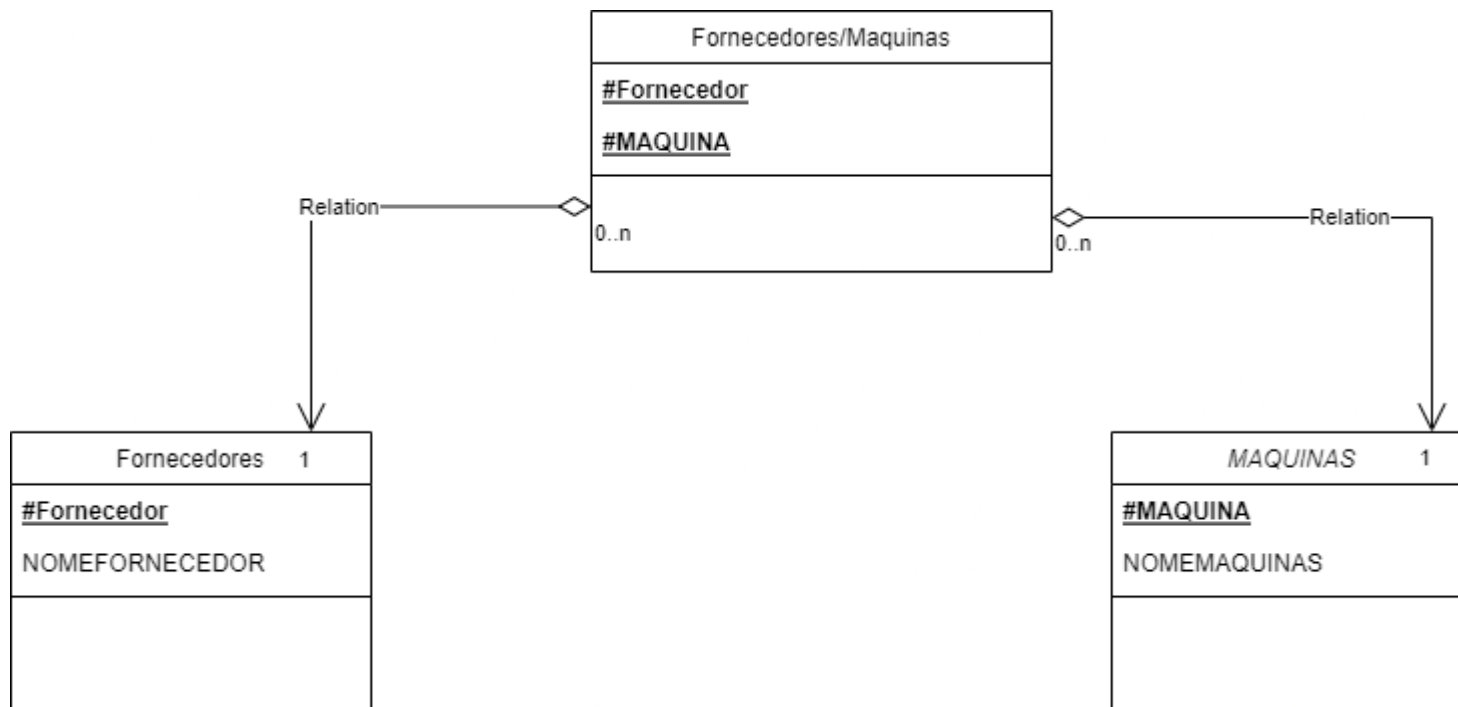 Fornecedores/Maquinas
#Fornecedor
#MAQUINA
Relation
0..n
Relation
0..n
Fornecedores 1
#Fornecedor
NOMEFORNECEDOR
MAQUINAS 1
#MAQUINA
NOMEMAQUINAS